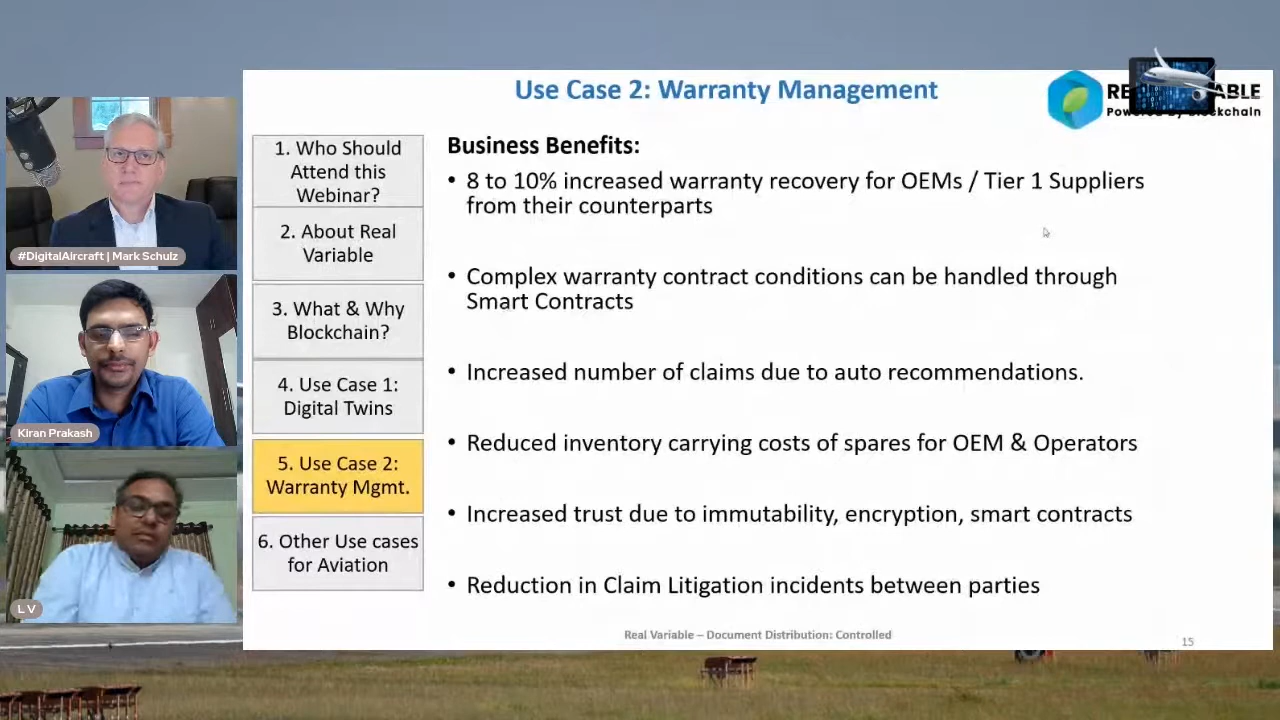 Use Case 2: Warranty Management
RE ABLE
Powered by Blockchain
#DigitalAircraft | Mark Schulz
Kiran Prakash
L V
1. Who Should
Attend this
Webinar?
2. About Real
Variable
3. What & Why
Blockchain?
4. Use Case 1:
Digital Twins
5. Use Case 2:
Warranty Mgmt.
6. Other Use cases
for Aviation
Business Benefits:
• 8 to 10% increased warranty recovery for OEMs / Tier 1 Suppliers
from their counterparts
• Complex warranty contract conditions can be handled through
Smart Contracts
• Increased number of claims due to auto recommendations.
• Reduced inventory carrying costs of spares for OEM & Operators
• Increased trust due to immutability, encryption, smart contracts
• Reduction in Claim Litigation incidents between parties
Real Variable – Document Distribution: Controlled
15